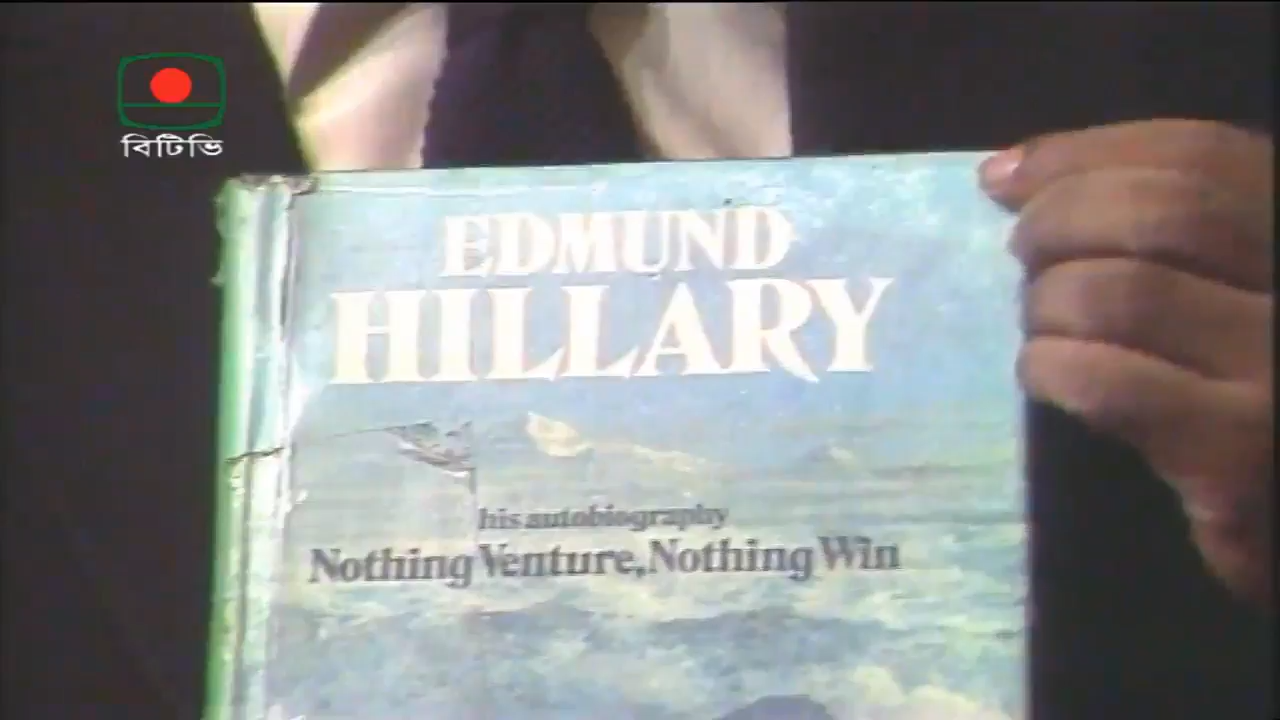 বিটিভি
EDMUND
HILLARY
his autobiography
Nothing Venture, Nothing Win